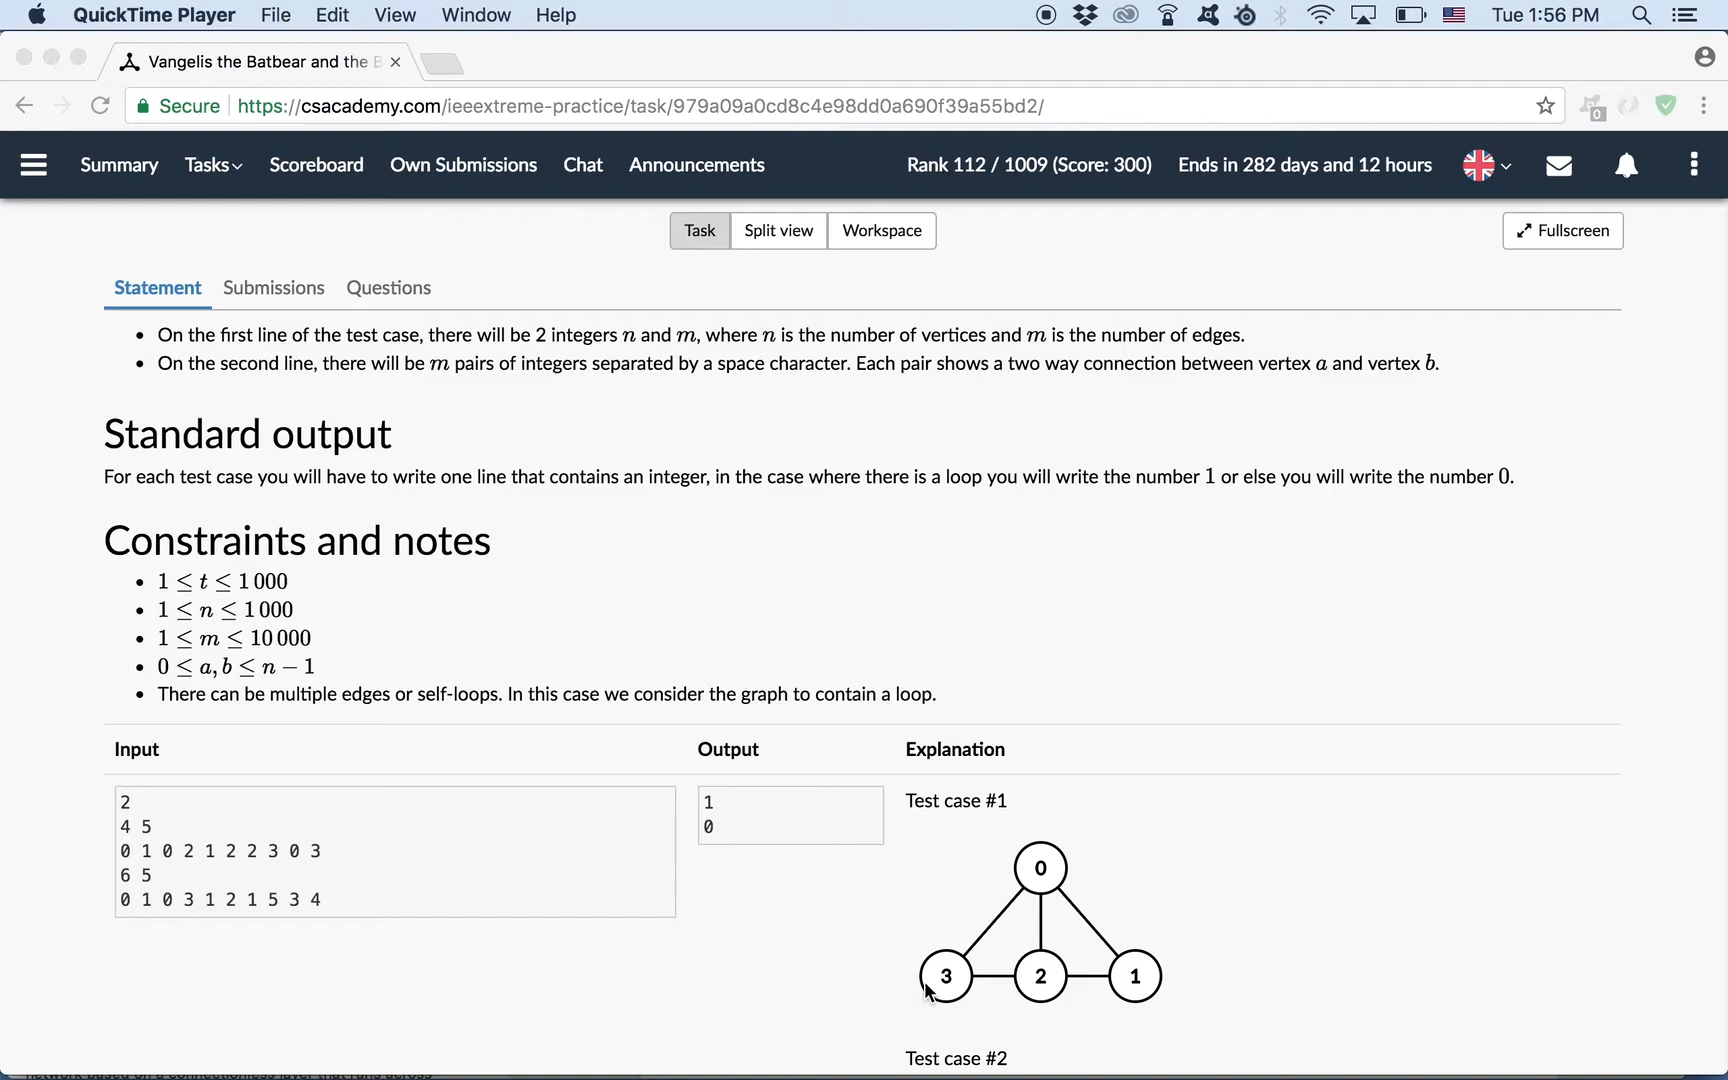 QuickTime Player File Edit View Window Help Tue 1:56 PM
Vangelis the Batbear and the B
Secure https://csacademy.com/ieeextreme-practice/task/979a09a0cd8c4e98dd0a690f39a55bd2/ 0
Summary Tasks Scoreboard Own Submissions Chat Announcements Rank 112 / 1009 (Score: 300) Ends in 282 days and 12 hours
Task Split view Workspace Fullscreen
Statement Submissions Questions
• On the first line of the test case, there will be 2 integers n and m, where n is the number of vertices and m is the number of edges.
• On the second line, there will be m pairs of integers separated by a space character. Each pair shows a two way connection between vertex a and vertex b.
Standard output
For each test case you will have to write one line that contains an integer, in the case where there is a loop you will write the number 1 or else you will write the number 0.
Constraints and notes
• 1 ≤ t ≤ 1 000
• 1 ≤ n ≤ 1 000
• 1 ≤ m ≤ 10 000
• 0 ≤ a, b ≤ n − 1
• There can be multiple edges or self-loops. In this case we consider the graph to contain a loop.
Input Output Explanation
2
4 5
0 1 0 2 1 2 2 3 0 3
6 5
0 1 0 3 1 2 1 5 3 4
1
0
Test case #1
0
3 2 1
Test case #2